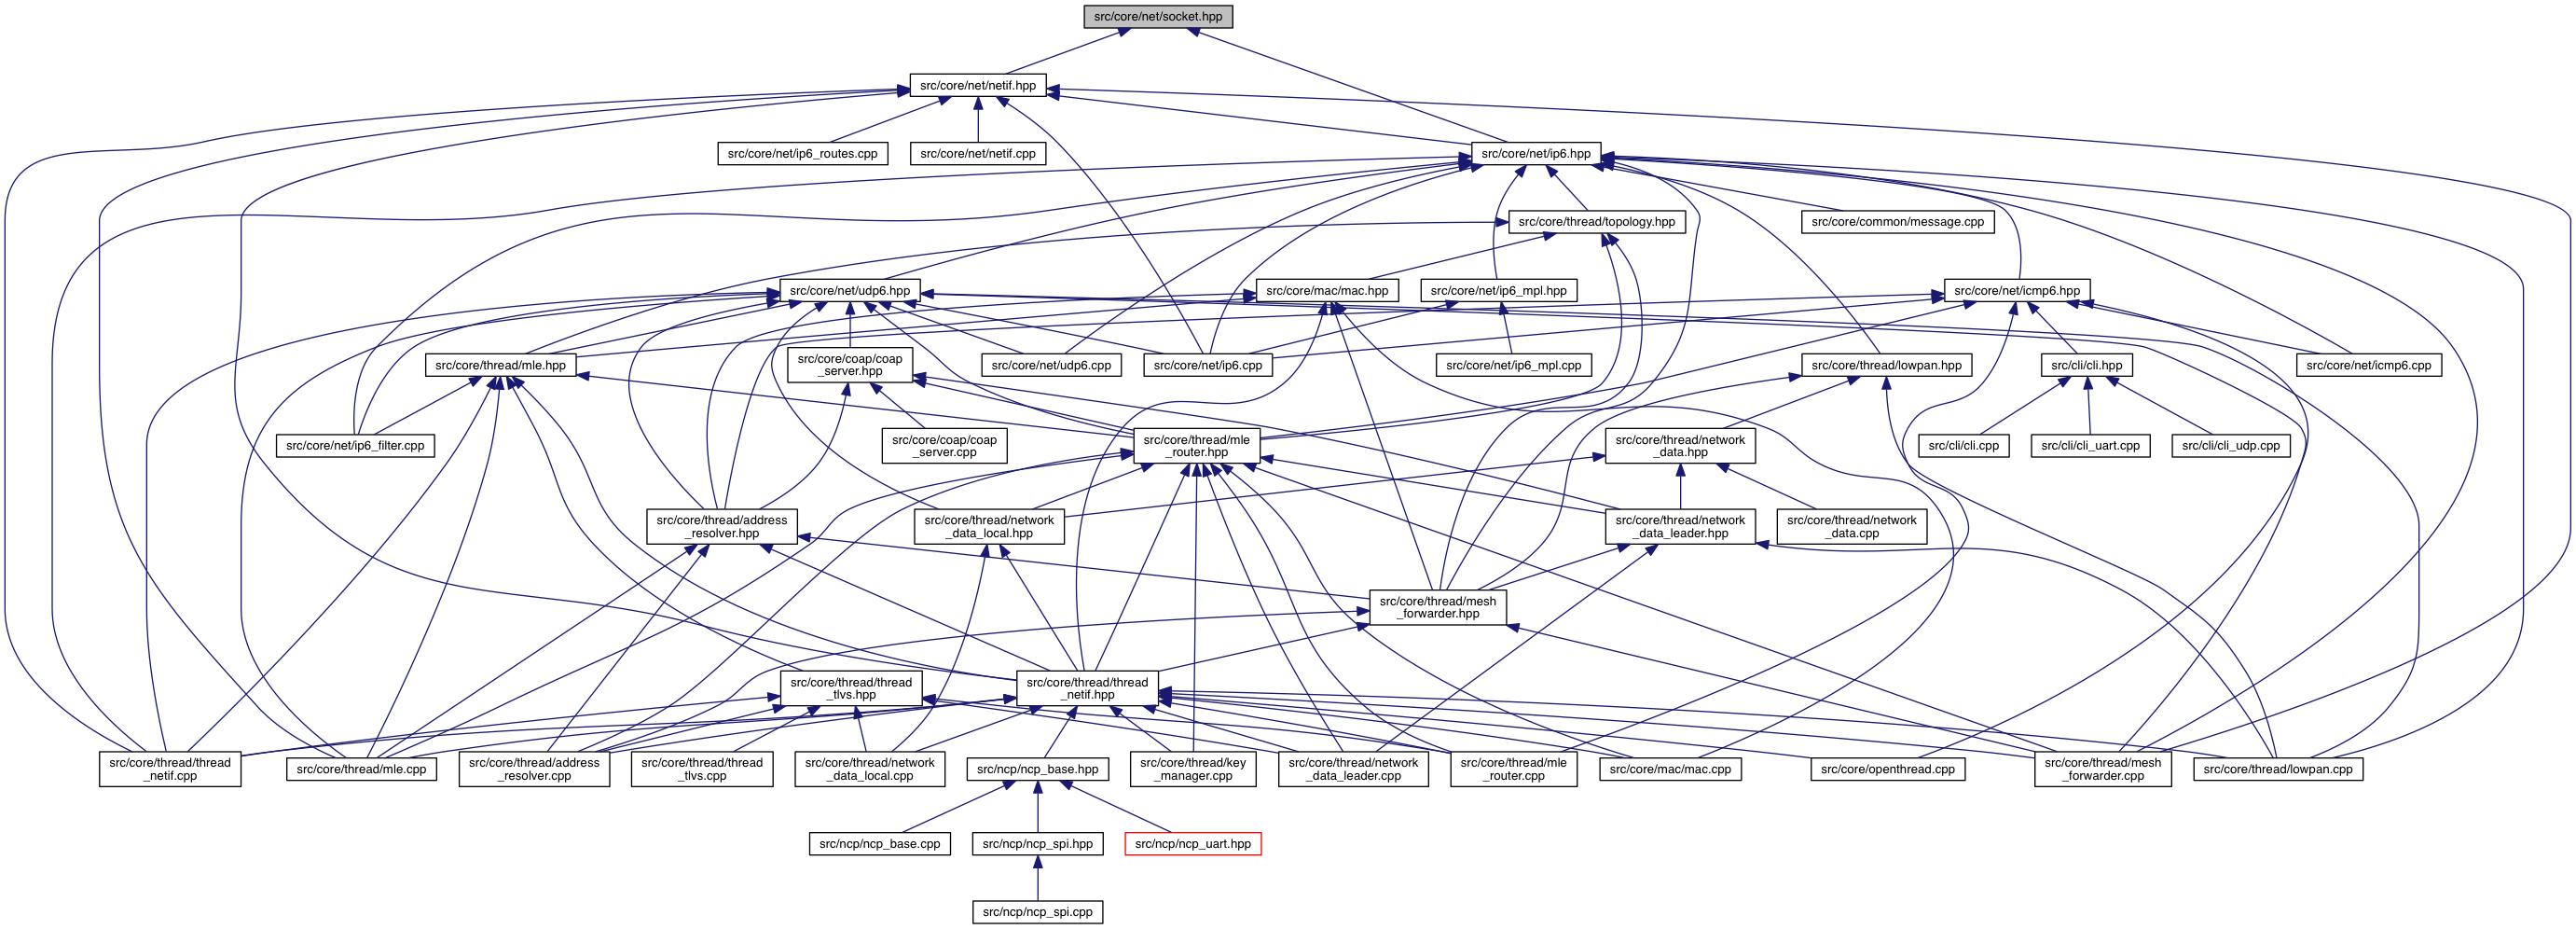 src/core/net/socket.hpp
src/core/net/netif.hpp
src/core/net/ip6_routes.cpp
src/core/net/netif.cpp
src/core/net/ip6.hpp
src/core/thread/topology.hpp
src/core/common/message.cpp
src/core/net/udp6.hpp
src/core/mac/mac.hpp
src/core/net/ip6_mpl.hpp
src/core/net/icmp6.hpp
src/core/thread/mle.hpp
src/core/coap/coap
_server.hpp
src/core/net/udp6.cpp
src/core/net/ip6.cpp
src/core/net/ip6_mpl.cpp
src/core/thread/lowpan.hpp
src/cli/cli.hpp
src/core/net/icmp6.cpp
src/core/net/ip6_filter.cpp
src/core/coap/coap
_server.cpp
src/core/thread/mle
_router.hpp
src/core/thread/network
_data.hpp
src/cli/cli.cpp
src/cli/cli_uart.cpp
src/cli/cli_udp.cpp
src/core/thread/address
_resolver.hpp
src/core/thread/network
_data_local.hpp
src/core/thread/network
_data_leader.hpp
src/core/thread/network
_data.cpp
src/core/thread/mesh
_forwarder.hpp
src/core/thread/thread
_tlvs.hpp
src/core/thread/thread
_netif.hpp
src/core/thread/thread
_netif.cpp
src/core/thread/mle.cpp
src/core/thread/address
_resolver.cpp
src/core/thread/thread
_tlvs.cpp
src/core/thread/network
_data_local.cpp
src/ncp/ncp_base.hpp
src/core/thread/key
_manager.cpp
src/core/thread/network
_data_leader.cpp
src/core/thread/mle
_router.cpp
src/core/mac/mac.cpp
src/core/openthread.cpp
src/core/thread/mesh
_forwarder.cpp
src/core/thread/lowpan.cpp
src/ncp/ncp_base.cpp
src/ncp/ncp_spi.hpp
src/ncp/ncp_uart.hpp
src/ncp/ncp_spi.cpp